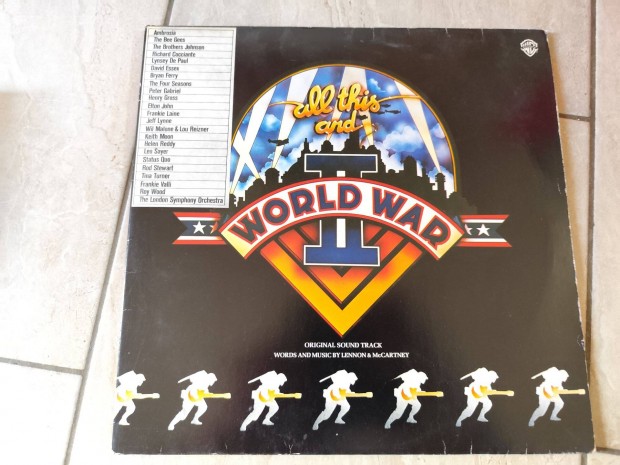 Ambrosia
The Bee Gees
The Brothers Johnson
Richard Cocciante
Lynsey De Paul
David Essex
Bryan Ferry
The Four Seasons
Peter Gabriel
Henry Gross
Elton John
Frankie Laine
Jeff Lynne
Wil Malone & Lou Reizner
Keith Moon
Helen Reddy
Leo Sayer
Status Quo
Rod Stewart
Tina Turner
Frankie Valli
Roy Wood
The London Symphony Orchestra
all this
and
WORLD WAR
II
ORIGINAL SOUND TRACK
WORDS AND MUSIC BY LENNON & McCARTNEY